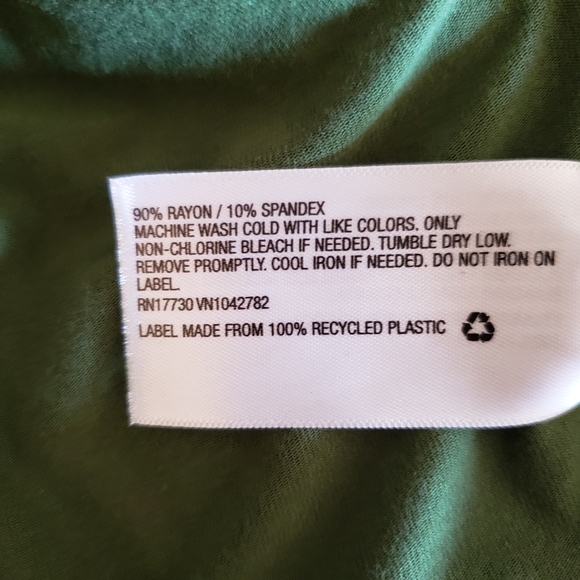 90% RAYON / 10% SPANDEX
MACHINE WASH COLD WITH LIKE COLORS. ONLY
NON-CHLORINE BLEACH IF NEEDED. TUMBLE DRY LOW.
REMOVE PROMPTLY. COOL IRON IF NEEDED. DO NOT IRON ON
LABEL.
RN17730 VN1042782
LABEL MADE FROM 100% RECYCLED PLASTIC